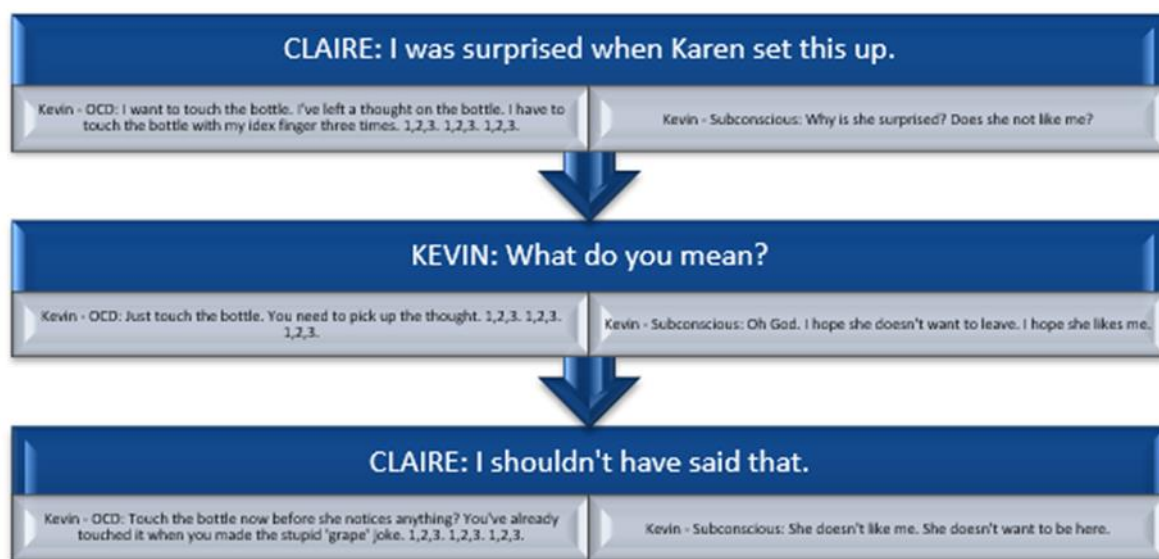 CLAIRE: I was surprised when Karen set this up.
Kevin - OCD: I want to touch the bottle. I've left a thought on the bottle. I have to
touch the bottle with my idex finger three times. 1,2,3. 1,2,3. 1,2,3.
Kevin - Subconscious: Why is she surprised? Does she not like me?
KEVIN: What do you mean?
Kevin - OCD: Just touch the bottle. You need to pick up the thought. 1,2,3. 1,2,3.
1,2,3.
Kevin - Subconscious: Oh God. I hope she doesn't want to leave. I hope she likes me.
CLAIRE: I shouldn't have said that.
Kevin - OCD: Touch the bottle now before she notices anything? You've already
touched it when you made the stupid 'grape' joke. 1,2,3. 1,2,3. 1,2,3.
Kevin - Subconscious: She doesn't like me. She doesn't want to be here.